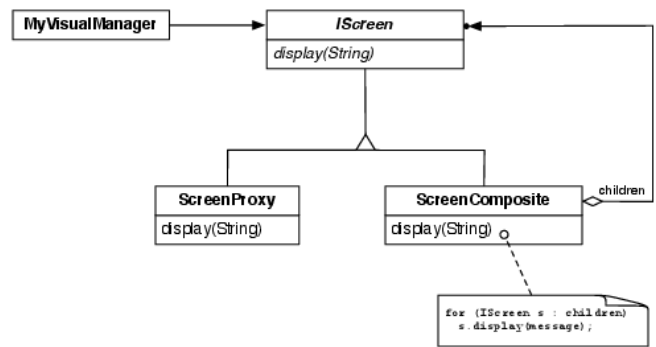 MyVisualManager
IScreen
display(String)
ScreenProxy
display(String)
ScreenComposite
display(String)
children
for (IScreen s : children)
s.display(message);